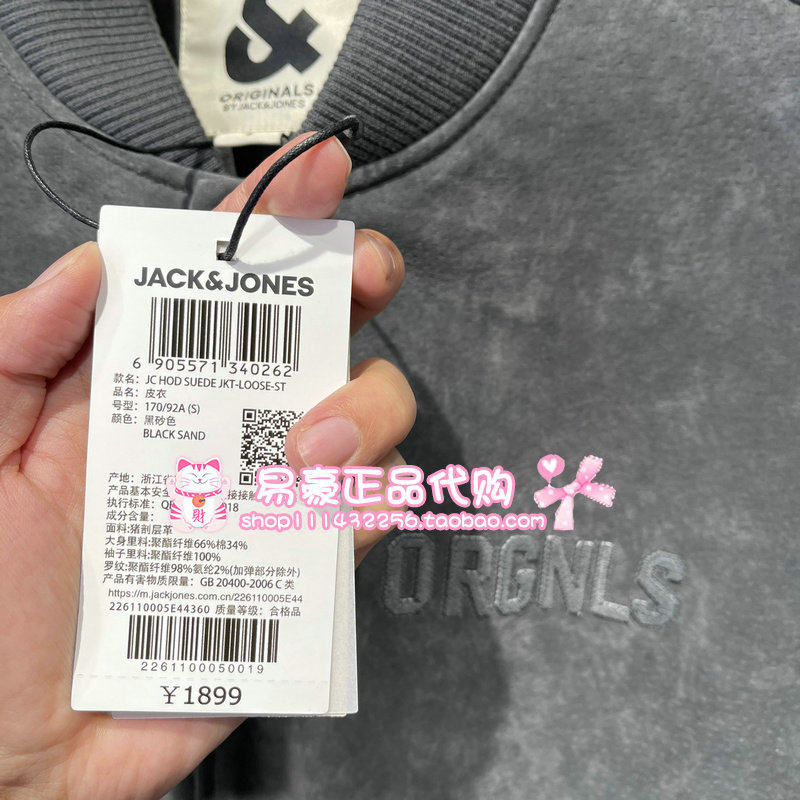 &
ORIGINALS
BY JACK&JONES
JACK&JONES
6 905571 340262
款名: JC HOD SUEDE JKT-LOOSE-ST
品名: 皮衣
号型: 170/92A (S)
颜色: 黑砂色
BLACK SAND
产地: 浙江省
产品基本安全 接接触
执行标准: QB 18
成分含量:
面料:猪剖层革
大身里料:聚酯纤维66%棉34%
袖子里料:聚酯纤维100%
罗纹:聚酯纤维98%氨纶2%(加弹部分除外)
产品有害物质限量: GB 20400-2006 C 类
https://m.jackjones.com.cn/226110005E44
226110005E44360 质量等级: 合格品
2261100050019
￥1899
财
易豪正品代购
shop111432256.taobao.com
ORGNLS